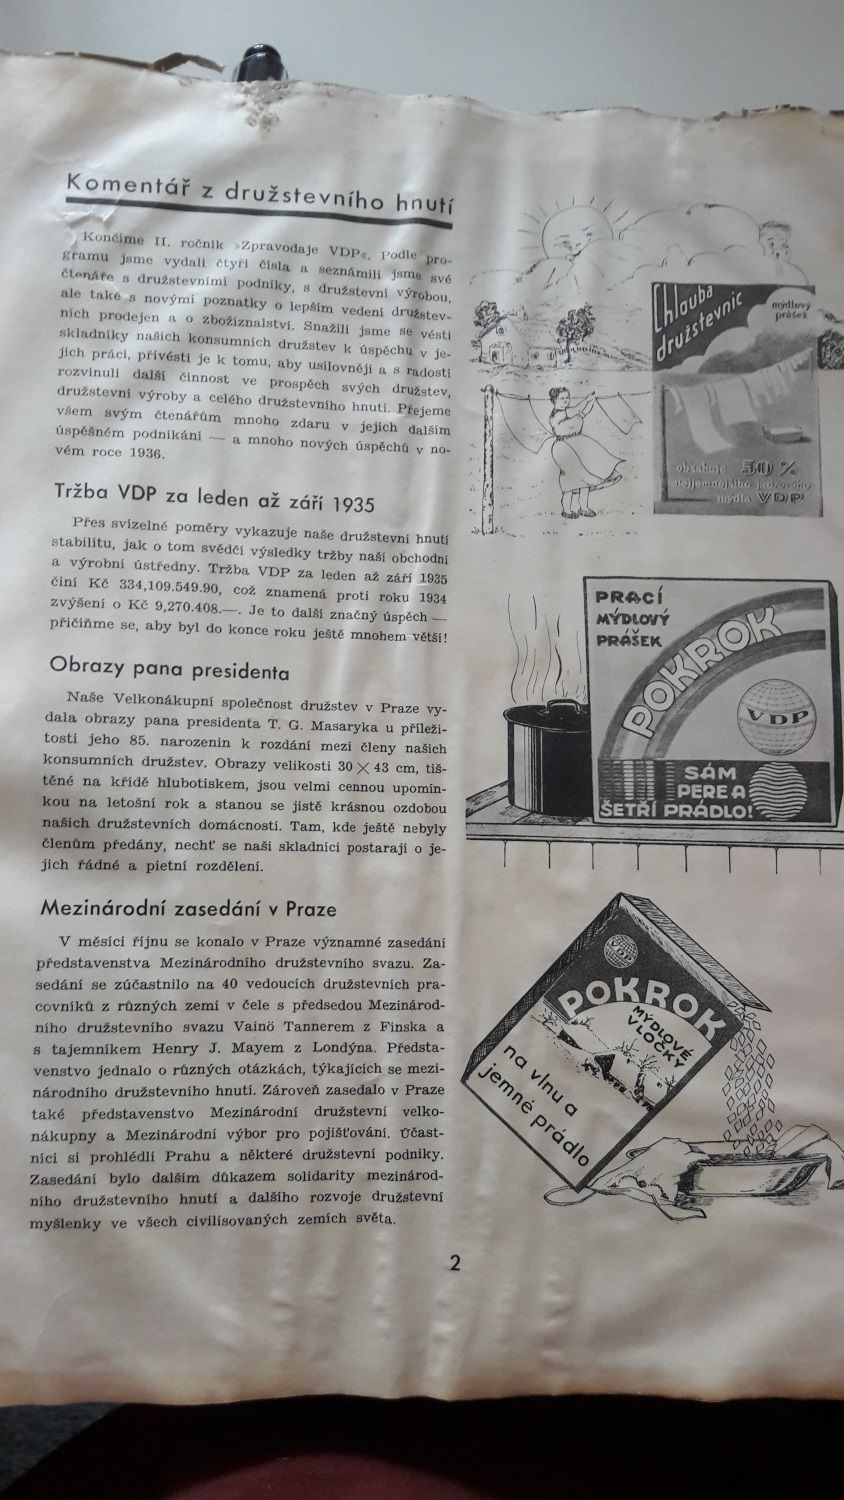 Komentář z družstevního hnutí
Končíme II. ročník »Zpravodaje VDP«. Podle pro-
gramu jsme vydali čtyři čísla a seznámili jsme své
čtenáře s družstevními podniky, s družstevní výrobou,
ale také s novými poznatky o lepším vedení družstev-
ních prodejen a o zbožíznalství. Snažili jsme se vésti
skladníky našich konsumních družstev k úspěchu v je-
jich práci, přivésti je k tomu, aby usilovněji a s radostí
rozvinuli další činnost ve prospěch svých družstev,
družstevní výroby a celého družstevního hnutí. Přejeme
všem svým čtenářům mnoho zdaru v jejich dalším
úspěšném podnikání — a mnoho nových úspěchů v no-
vém roce 1936.
Tržba VDP za leden až září 1935
Přes svízelné poměry vykazuje naše družstevní hnutí
stabilitu, jak o tom svědčí výsledky tržby naší obchodní
a výrobní ústředny. Tržba VDP za leden až září 1935
činí Kč 334,109.549.90, což znamená proti roku 1934
zvýšení o Kč 9,270.408.—. Je to další značný úspěch —
přičiňme se, aby byl do konce roku ještě mnohem větší!
Obrazy pana presidenta
Naše Velkonákupní společnost družstev v Praze vy-
dala obrazy pana presidenta T. G. Masaryka u příleži-
tosti jeho 85. narozenin k rozdání mezi členy našich
konsumních družstev. Obrazy velikosti 30 × 43 cm, tiš-
těné na křídě hlubotiskem, jsou velmi cennou upomín-
kou na letošní rok a stanou se jistě krásnou ozdobou
našich družstevních domácností. Tam, kde ještě nebyly
členům předány, nechť se naši skladníci postarají o je-
jich řádné a pietní rozdělení.
Mezinárodní zasedání v Praze
V měsíci říjnu se konalo v Praze významné zasedání
představenstva Mezinárodního družstevního svazu. Za-
sedání se zúčastnilo na 40 vedoucích družstevních pra-
covníků z různých zemí v čele s předsedou Mezinárod-
ního družstevního svazu Vainö Tannerem z Finska a
s tajemníkem Henry J. Mayem z Londýna. Předsta-
venstvo jednalo o různých otázkách, týkajících se mezi-
národního družstevního hnutí. Zároveň zasedalo v Praze
také představenstvo Mezinárodní družstevní velko-
nákupny a Mezinárodní výbor pro pojišťování. Účast-
níci si prohlédli Prahu a některé družstevní podniky.
Zasedání bylo dalším důkazem solidarity mezinárod-
ního družstevního hnutí a dalšího rozvoje družstevní
myšlenky ve všech civilisovaných zemích světa.
Chlouba
družstevnic
mýdlový
prášek
obsahuje 50 %
nejjemnějšího jádrového
mýdla VDP
PRACÍ
MÝDLOVÝ
PRÁŠEK
POKROK
VDP
SÁM
PERE A
ŠETŘÍ PRÁDLO!
VDP
POKROK
MÝDLOVÉ
VLOČKY
na vlnu a
jemné prádlo
2